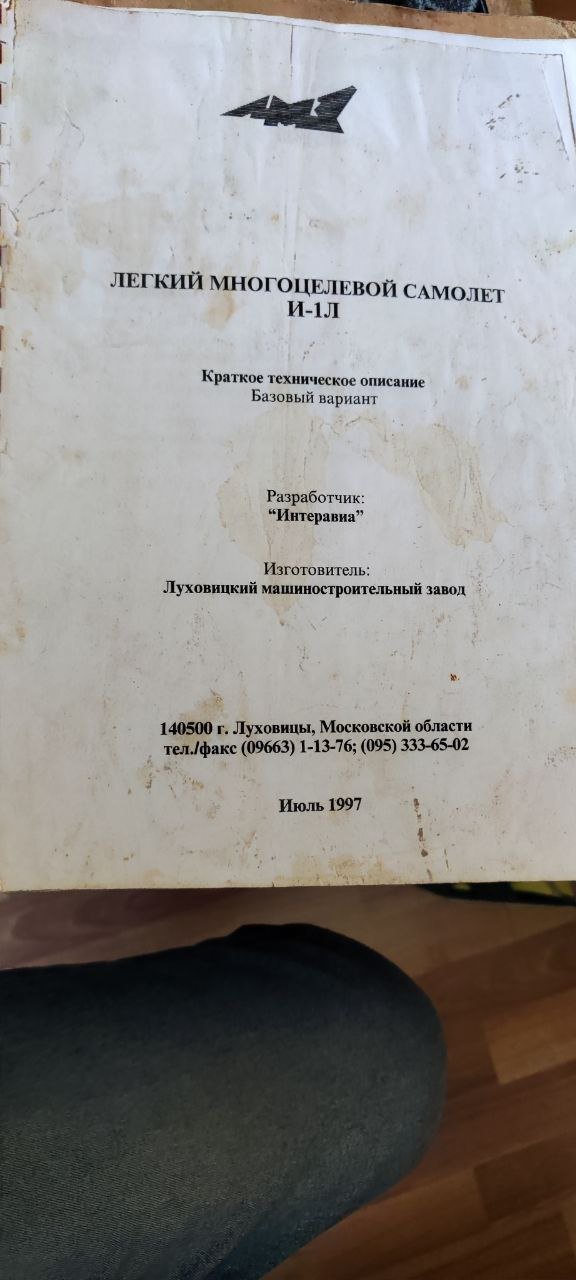 ЛМЗ
ЛЕГКИЙ МНОГОЦЕЛЕВОЙ САМОЛЕТ
И-1Л
Краткое техническое описание
Базовый вариант
Разработчик:
“Интеравиа”
Изготовитель:
Луховицкий машиностроительный завод
140500 г. Луховицы, Московской области
тел./факс (09663) 1-13-76; (095) 333-65-02
Июль 1997